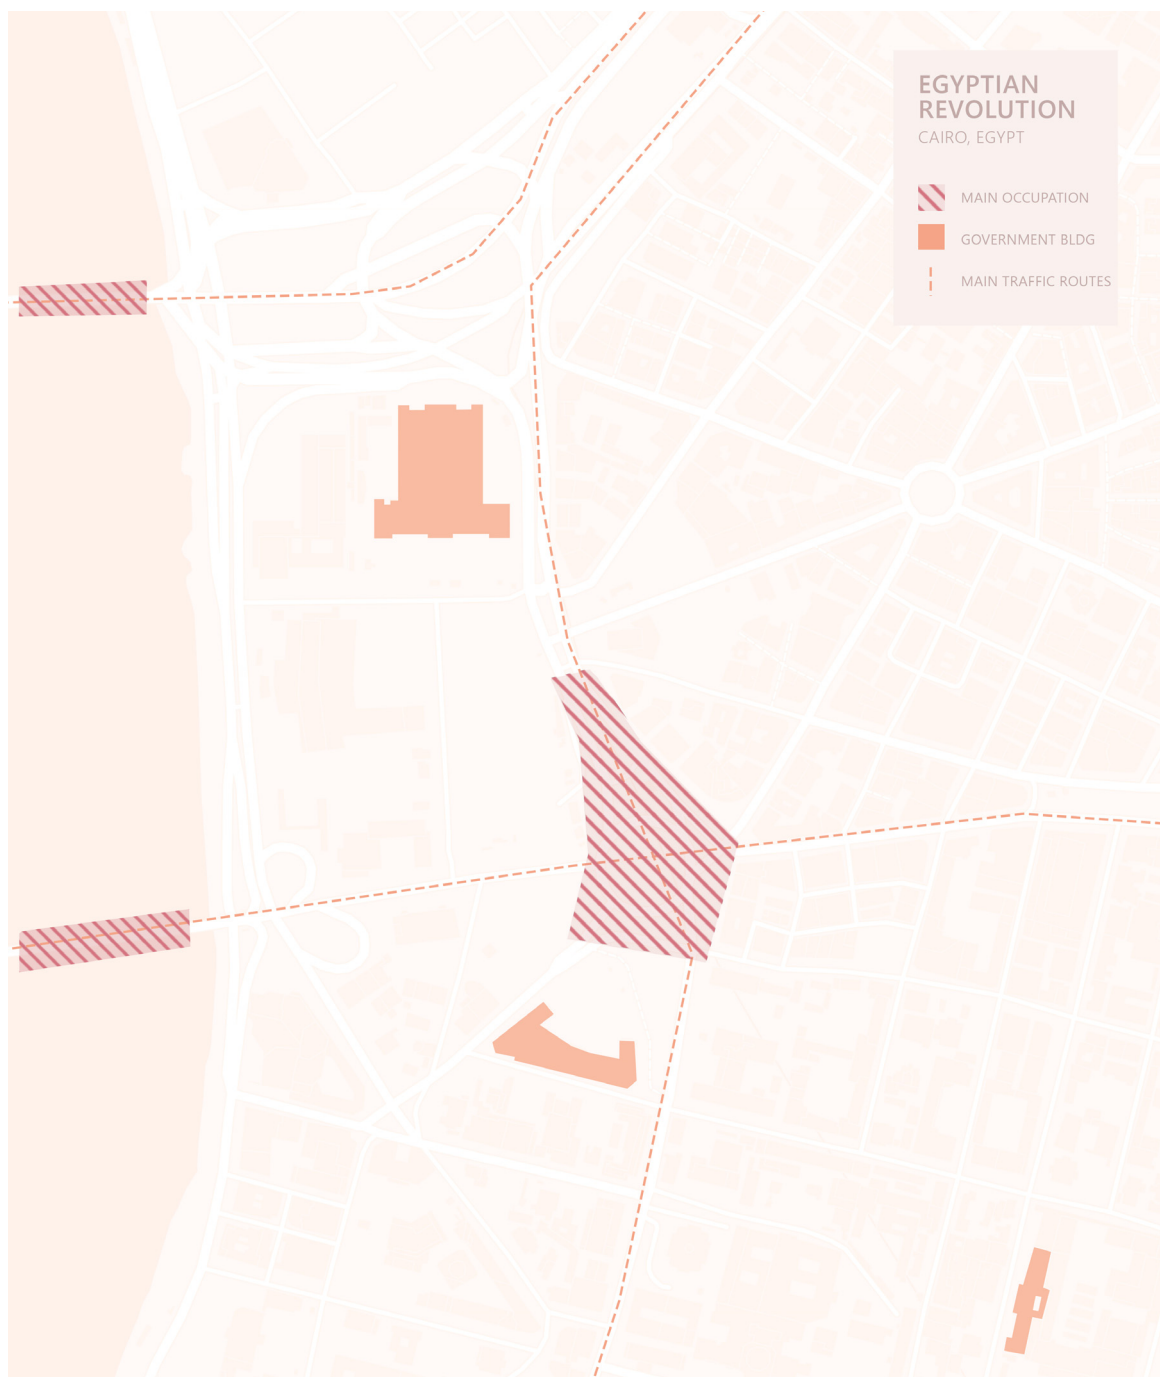 EGYPTIAN
REVOLUTION
CAIRO, EGYPT
MAIN OCCUPATION
GOVERNMENT BLDG
MAIN TRAFFIC ROUTES